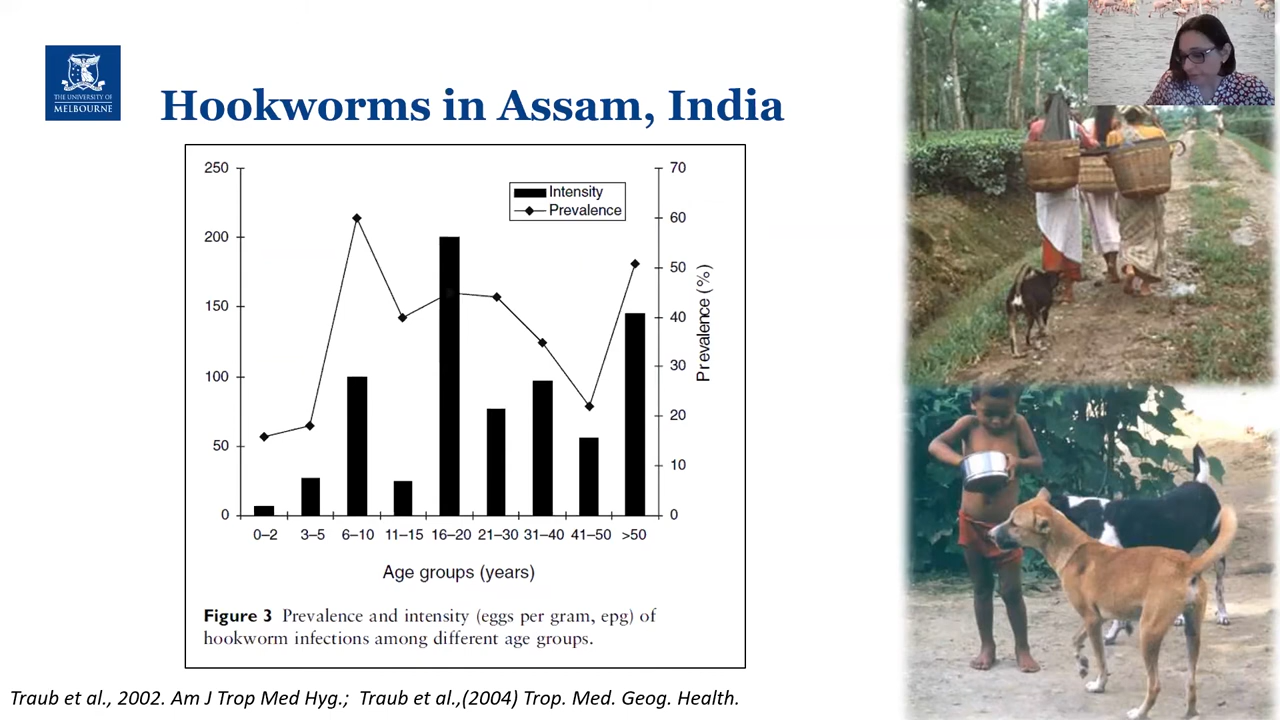 THE UNIVERSITY OF
MELBOURNE
Hookworms in Assam, India
250
200
150
100
50
0
70
60
50
40
30
20
10
0
Intensity
Prevalence
Prevalence (%)
0–2 3–5 6–10 11–15 16–20 21–30 31–40 41–50 >50
Age groups (years)
Figure 3 Prevalence and intensity (eggs per gram, epg) of
hookworm infections among different age groups.
Traub et al., 2002. Am J Trop Med Hyg.; Traub et al.,(2004) Trop. Med. Geog. Health.